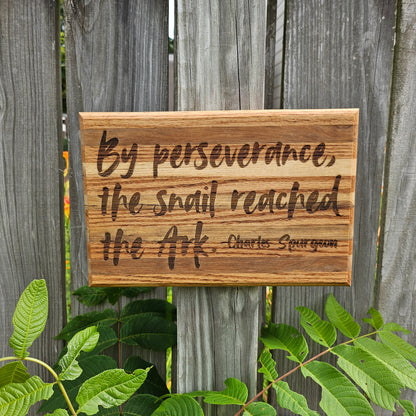 By perseverance,
the snail reached
the Ark. -Charles Spurgeon